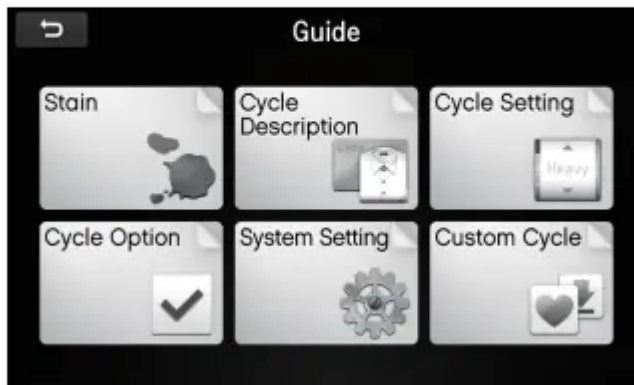 Guide
Stain
Cycle
Description
Cycle Setting
Heavy
Cycle Option
System Setting
Custom Cycle